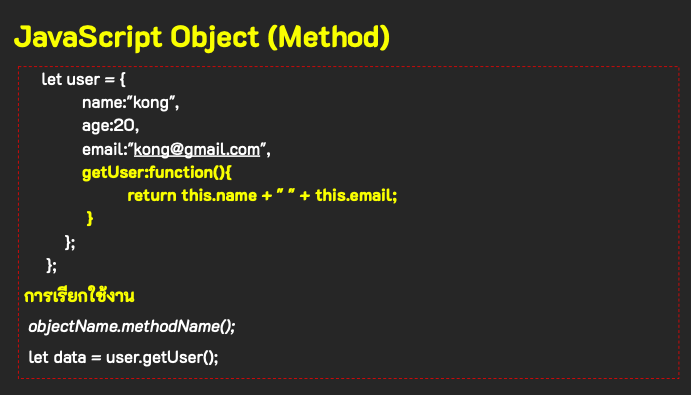 JavaScript Object (Method)
let user = {
name:"kong",
age:20,
email:"kong@gmail.com",
getUser:function(){
return this.name + " " + this.email;
}
};
};
การเรียกใช้งาน
objectName.methodName();
let data = user.getUser();